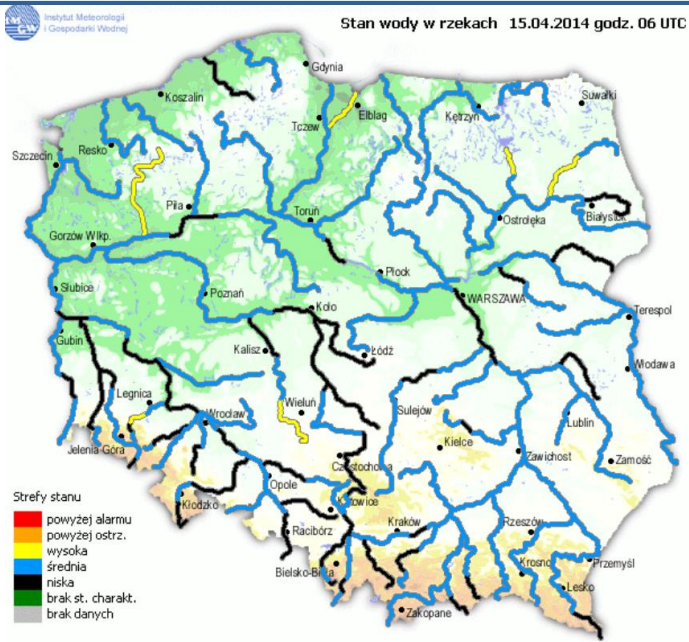 IMGW
Instytut Meteorologii
i Gospodarki Wodnej
Stan wody w rzekach 15.04.2014 godz. 06 UTC
Gdynia
Koszalin
Suwałki
Elbląg
Kętrzyn
Tczew
Resko
Szczecin
Piła
Toruń
Ostrołęka
Białystok
Gorzów Wlkp.
Płock
Słubice
Poznań
WARSZAWA
Koło
Terespol
Gubin
Kalisz
Łódź
Włodawa
Legnica
Wieluń
Sulejów
Wrocław
Lublin
Jelenia Góra
Kielce
Zawichost
Zamość
Częstochowa
Opole
Kłodzko
Katowice
Kraków
Rzeszów
Racibórz
Przemyśl
Krosno
Bielsko-Biała
Lesko
Zakopane
Strefy stanu
powyżej alarmu
powyżej ostrz.
wysoka
średnia
niska
brak st. charakt.
brak danych